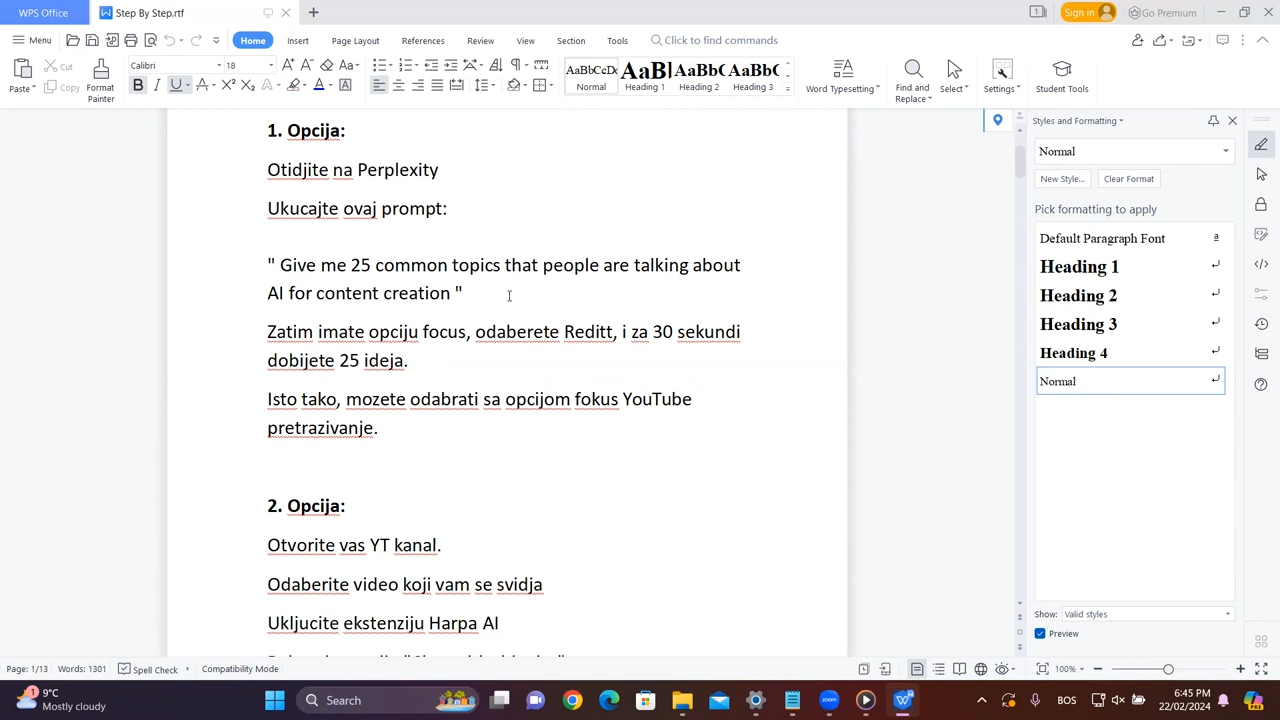 WPS Office
Step By Step.rtf
Sign in
Go Premium
Menu
Home
Insert
Page Layout
References
Review
View
Section
Tools
Click to find commands
Paste
Cut
Copy
Format
Painter
Calibri
18
AaBbCcDc
Normal
AaBl
Heading 1
AaBbC
Heading 2
AaBbC
Heading 3
Word Typesetting
Find and
Replace
Select
Settings
Student Tools
1. Opcija:
Otidjite na Perplexity
Ukucajte ovaj prompt:
" Give me 25 common topics that people are talking about
AI for content creation "
Zatim imate opciju focus, odaberete Reditt, i za 30 sekundi
dobijete 25 ideja.
Isto tako, mozete odabrati sa opcijom fokus YouTube
pretrazivanje.
2. Opcija:
Otvorite vas YT kanal.
Odaberite video koji vam se svidja
Ukljucite ekstenziju Harpa AI
Styles and Formatting
Normal
New Style...
Clear Format
Pick formatting to apply
Default Paragraph Font a
Heading 1
Heading 2
Heading 3
Heading 4
Normal
Show: Valid styles
Preview
Page: 1/13
Words: 1301
Spell Check
Compatibility Mode
100%
9°C
Mostly cloudy
Search
BOS
6:45 PM
22/02/2024